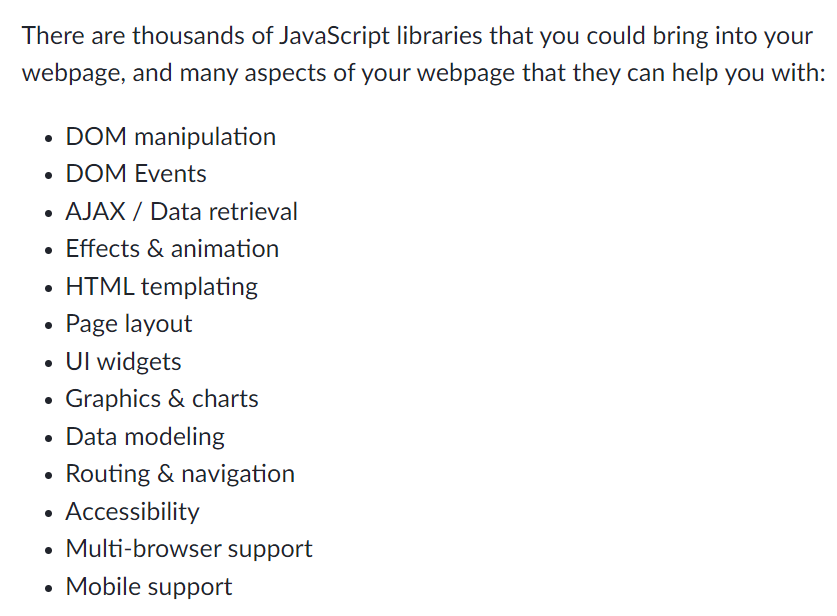 There are thousands of JavaScript libraries that you could bring into your
webpage, and many aspects of your webpage that they can help you with:
• DOM manipulation
• DOM Events
• AJAX / Data retrieval
• Effects & animation
• HTML templating
• Page layout
• UI widgets
• Graphics & charts
• Data modeling
• Routing & navigation
• Accessibility
• Multi-browser support
• Mobile support